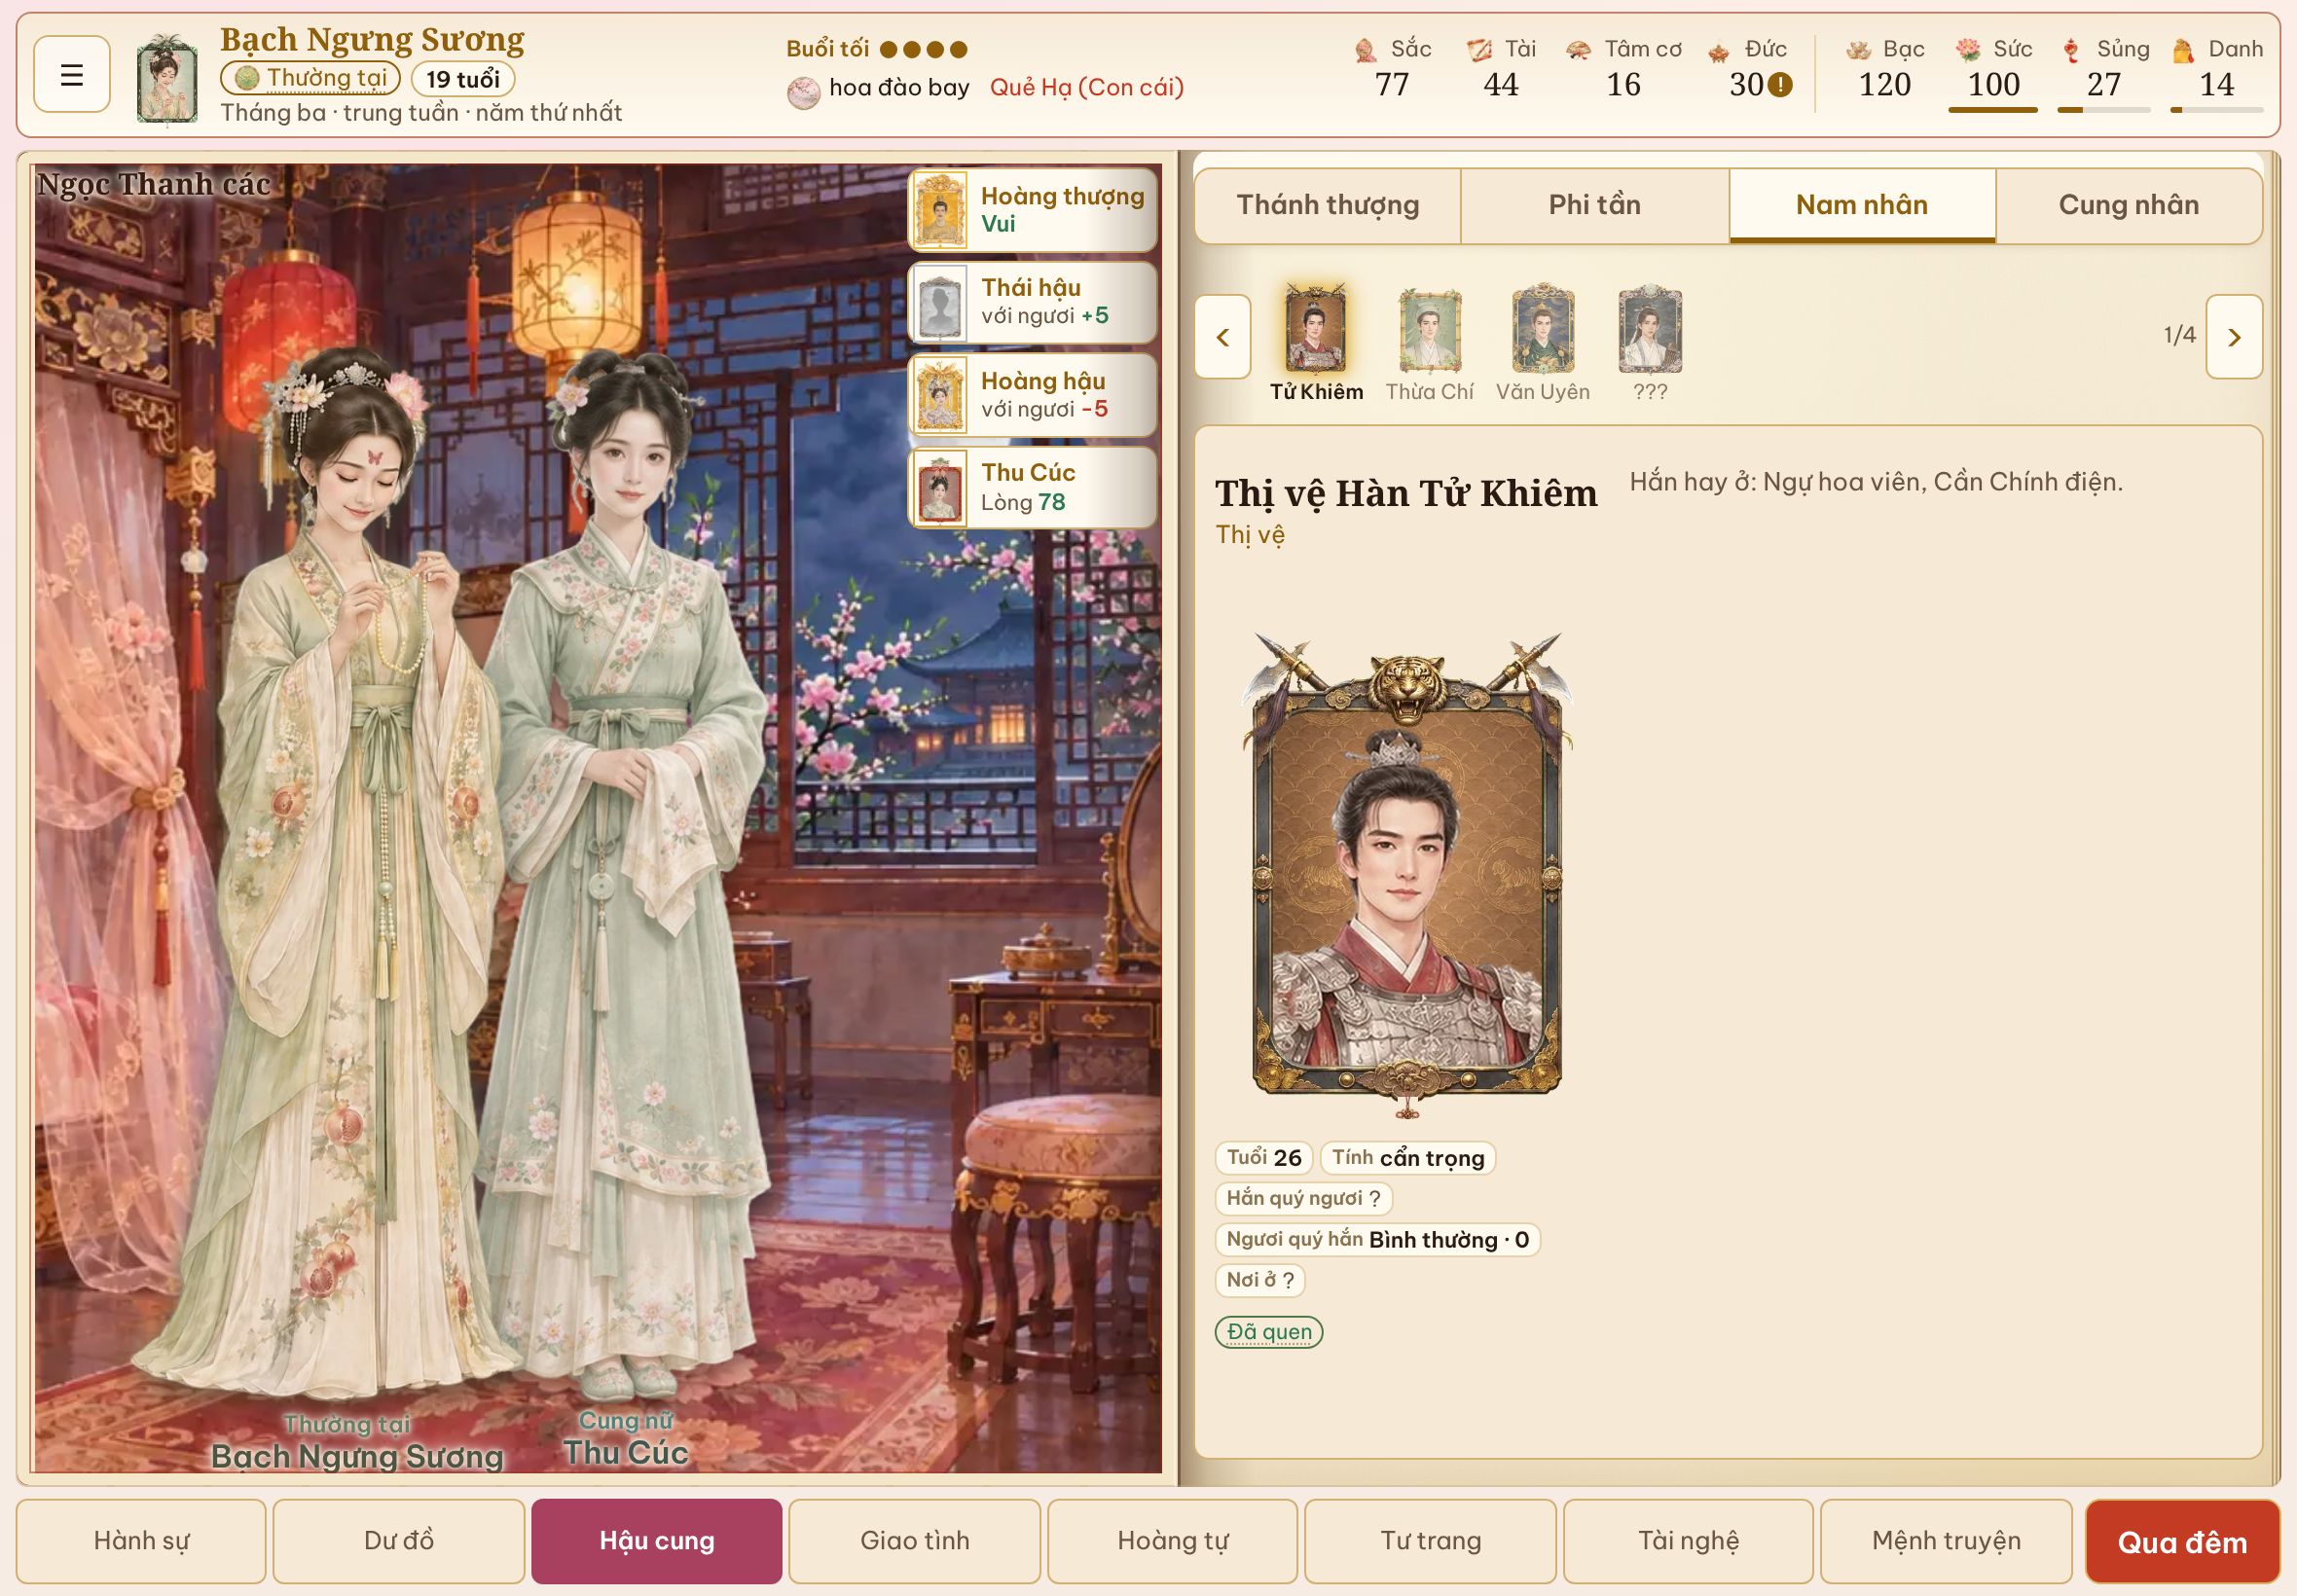 ☰
Bạch Ngưng Sương
Thường tại
19 tuổi
Tháng ba · trung tuần · năm thứ nhất
Buổi tối
hoa đào bay
Quẻ Hạ (Con cái)
Sắc
77
Tài
44
Tâm cơ
16
Đức
30 !
Bạc
120
Sức
100
Sủng
27
Danh
14
Ngọc Thanh các
Hoàng thượng
Vui
Thái hậu
với ngươi +5
Hoàng hậu
với ngươi -5
Thu Cúc
Lòng 78
Thường tại
Bạch Ngưng Sương
Cung nữ
Thu Cúc
Thánh thượng
Phi tần
Nam nhân
Cung nhân
‹
Tử Khiêm
Thừa Chí
Văn Uyên
???
1/4
›
Thị vệ Hàn Tử Khiêm
Thị vệ
Hắn hay ở: Ngự hoa viên, Cần Chính điện.
Tuổi 26
Tính cẩn trọng
Hắn quý ngươi ?
Ngươi quý hắn Bình thường · 0
Nơi ở ?
Đã quen
Hành sự
Dư đồ
Hậu cung
Giao tình
Hoàng tự
Tư trang
Tài nghệ
Mệnh truyện
Qua đêm